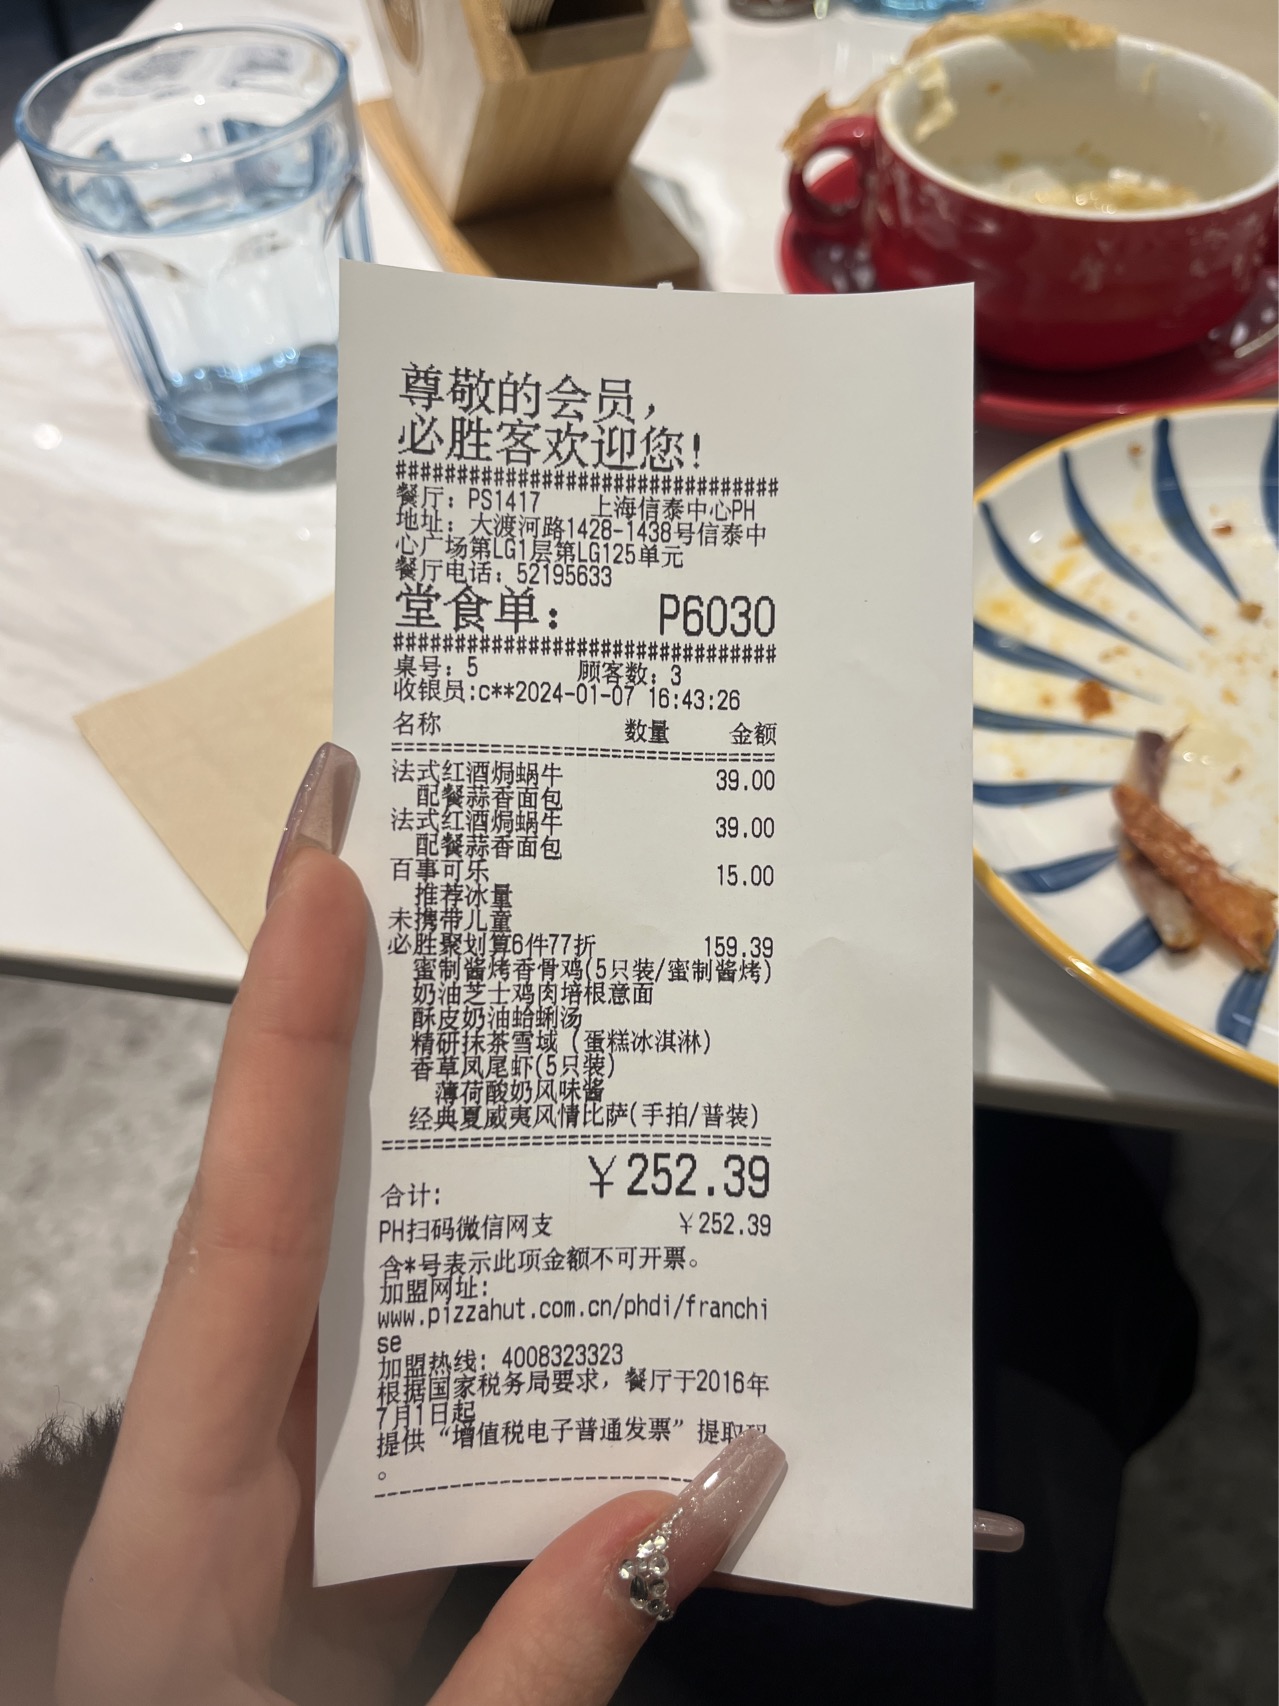 尊敬的会员，
必胜客欢迎您!
################################
餐厅: PS1417 上海信泰中心PH
地址: 大渡河路1428-1438号信泰中
心广场第LG1层第LG125单元
餐厅电话: 52195633
堂食单: P6030
################################
桌号: 5 顾客数: 3
收银员:c**2024-01-07 16:43:26
名称 数量 金额
================================
法式红酒焗蜗牛 39.00
配餐蒜香面包
法式红酒焗蜗牛 39.00
配餐蒜香面包
百事可乐 15.00
推荐冰量
未携带儿童
必胜聚划算6件77折 159.39
蜜制酱烤香骨鸡(5只装/蜜制酱烤)
奶油芝士鸡肉培根意面
酥皮奶油蛤蜊汤
精研抹茶雪域（蛋糕冰淇淋)
香草凤尾虾(5只装)
薄荷酸奶风味酱
经典夏威夷风情比萨(手拍/普装)
================================
合计: ￥252.39
PH扫码微信网支 ￥252.39
含*号表示此项金额不可开票。
加盟网址:
www.pizzahut.com.cn/phdi/franchi
se
加盟热线: 4008323323
根据国家税务局要求，餐厅于2016年
7月1日起
提供“增值税电子普通发票”提取码
。